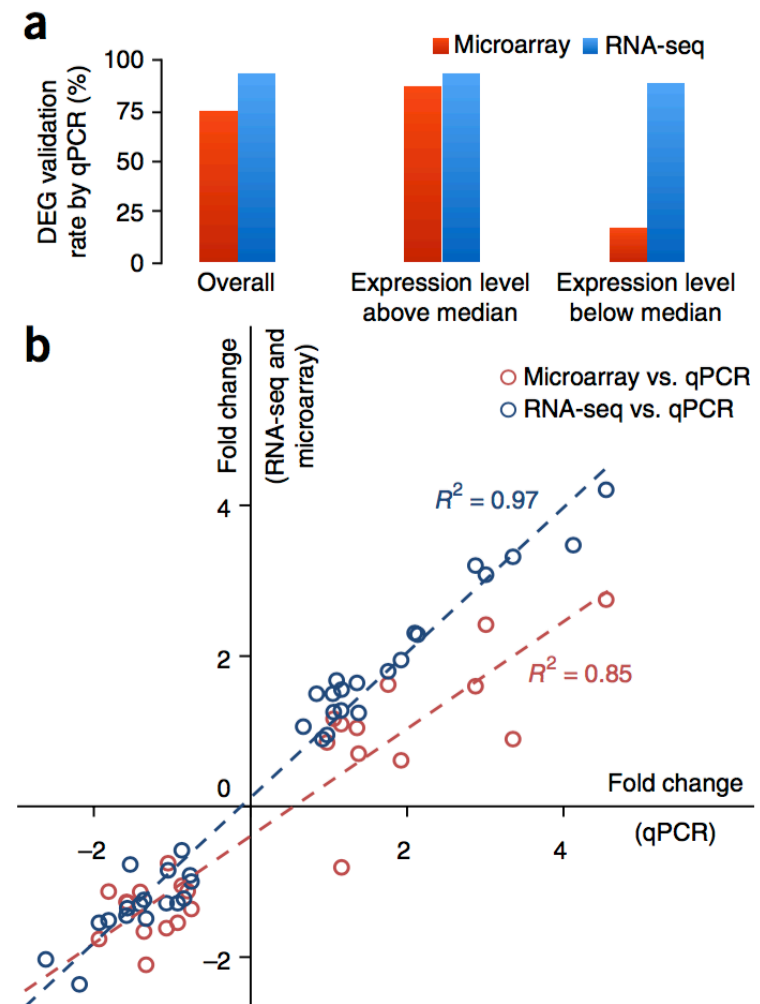 a
Microarray RNA-seq
DEG validation
rate by qPCR (%)
100
75
50
25
0
Overall
Expression level
above median
Expression level
below median
b
Fold change
(RNA-seq and
microarray)
Microarray vs. qPCR
RNA-seq vs. qPCR
R² = 0.97
4
2
R² = 0.85
0
Fold change
(qPCR)
–2
2
4
–2